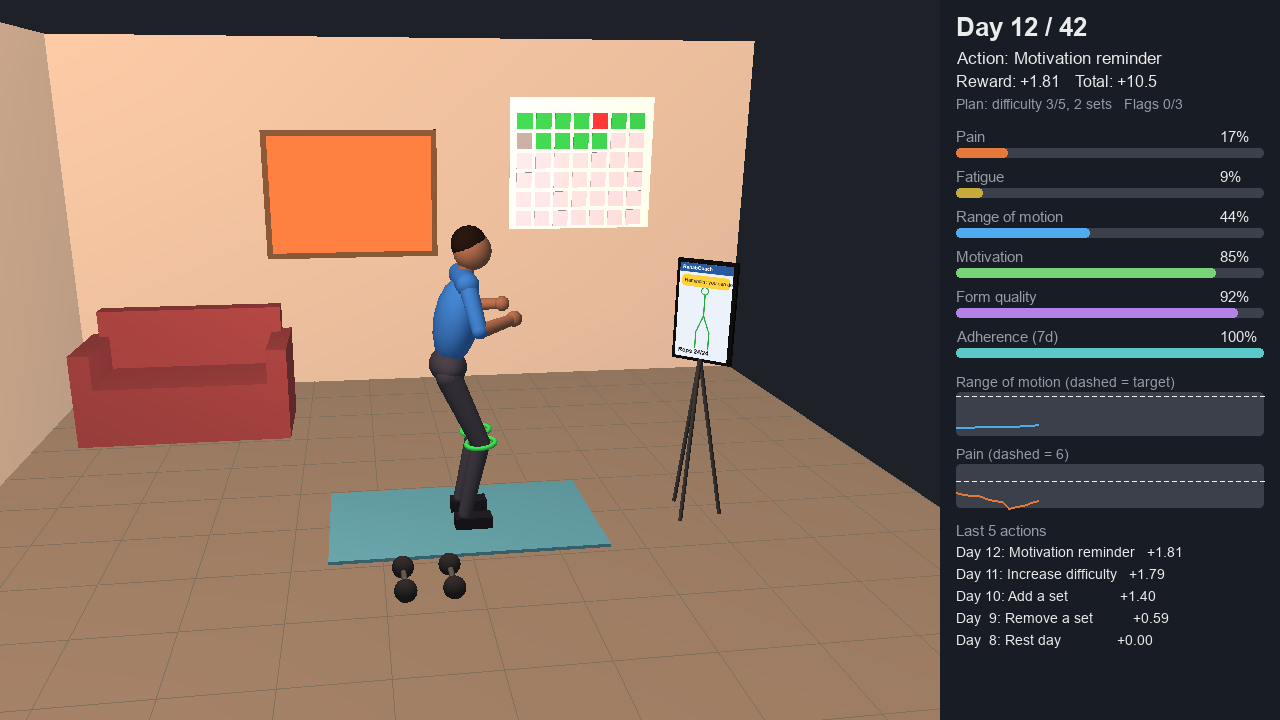 Day 12 / 42
Action: Motivation reminder
Reward: +1.81 Total: +10.5
Plan: difficulty 3/5, 2 sets Flags 0/3
Pain 17%
Fatigue 9%
Range of motion 44%
Motivation 85%
Form quality 92%
Adherence (7d) 100%
Range of motion (dashed = target)
Pain (dashed = 6)
Last 5 actions
Day 12: Motivation reminder +1.81
Day 11: Increase difficulty +1.79
Day 10: Add a set +1.40
Day 9: Remove a set +0.59
Day 8: Rest day +0.00
RehabCoach
Reps 24/24